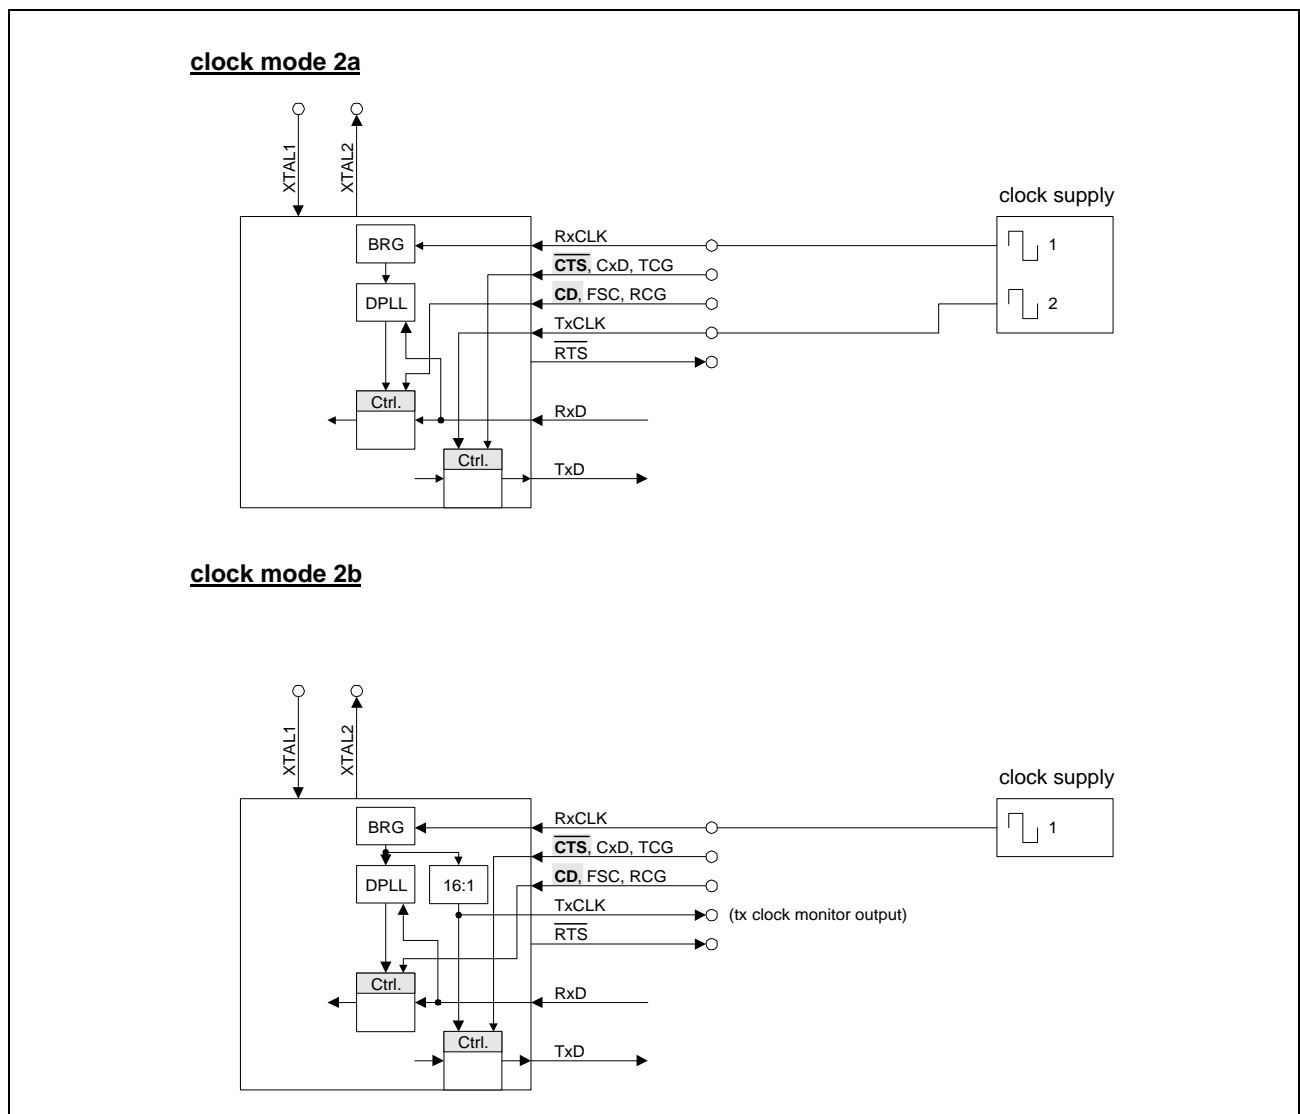 clock mode 2a
XTAL1
XTAL2
clock supply
BRG
RxCLK
1
CTS, CxD, TCG
DPLL
CD, FSC, RCG
2
TxCLK
RTS
Ctrl.
RxD
Ctrl.
TxD
clock mode 2b
XTAL1
XTAL2
clock supply
BRG
RxCLK
1
CTS, CxD, TCG
DPLL
16:1
CD, FSC, RCG
TxCLK
(tx clock monitor output)
RTS
Ctrl.
RxD
Ctrl.
TxD